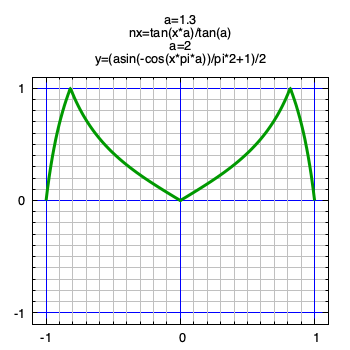 a=1.3
nx=tan(x*a)/tan(a)
a=2
y=(asin(-cos(x*pi*a))/pi*2+1)/2
1
0
-1
-1
0
1